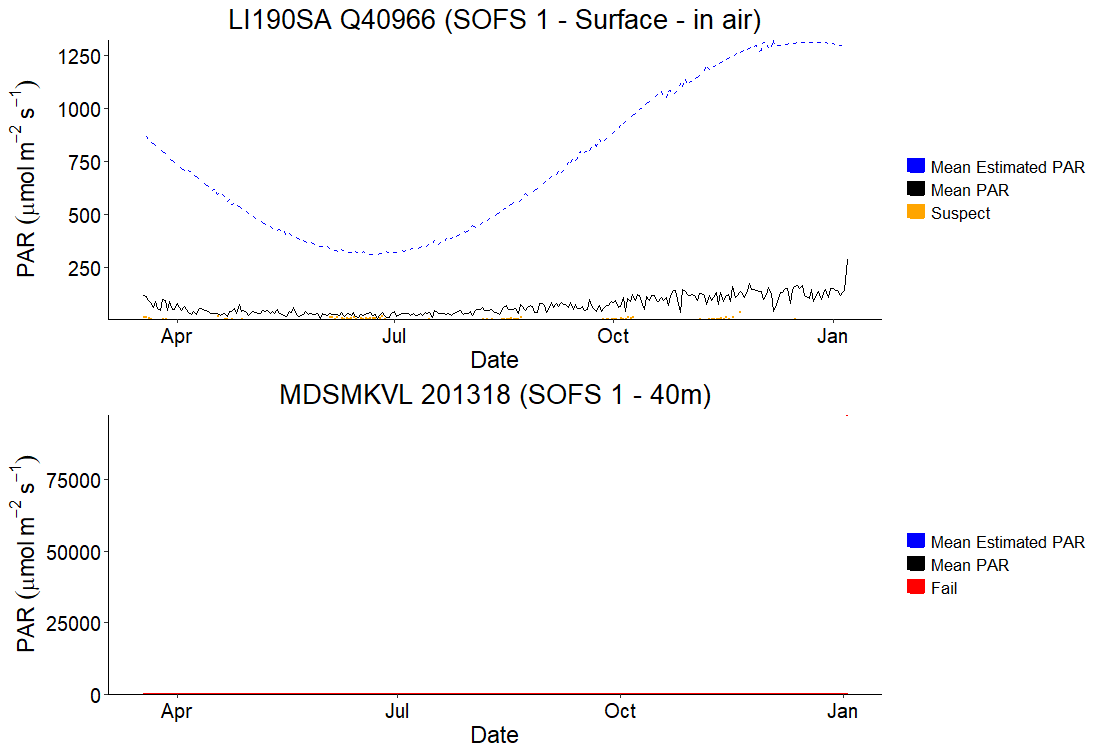 LI190SA Q40966 (SOFS 1 - Surface - in air)
PAR (μmol m⁻² s⁻¹)
1250
1000
750
500
250
Apr
Jul
Oct
Jan
Date
Mean Estimated PAR
Mean PAR
Suspect
MDSMKVL 201318 (SOFS 1 - 40m)
PAR (μmol m⁻² s⁻¹)
75000
50000
25000
0
Apr
Jul
Oct
Jan
Date
Mean Estimated PAR
Mean PAR
Fail